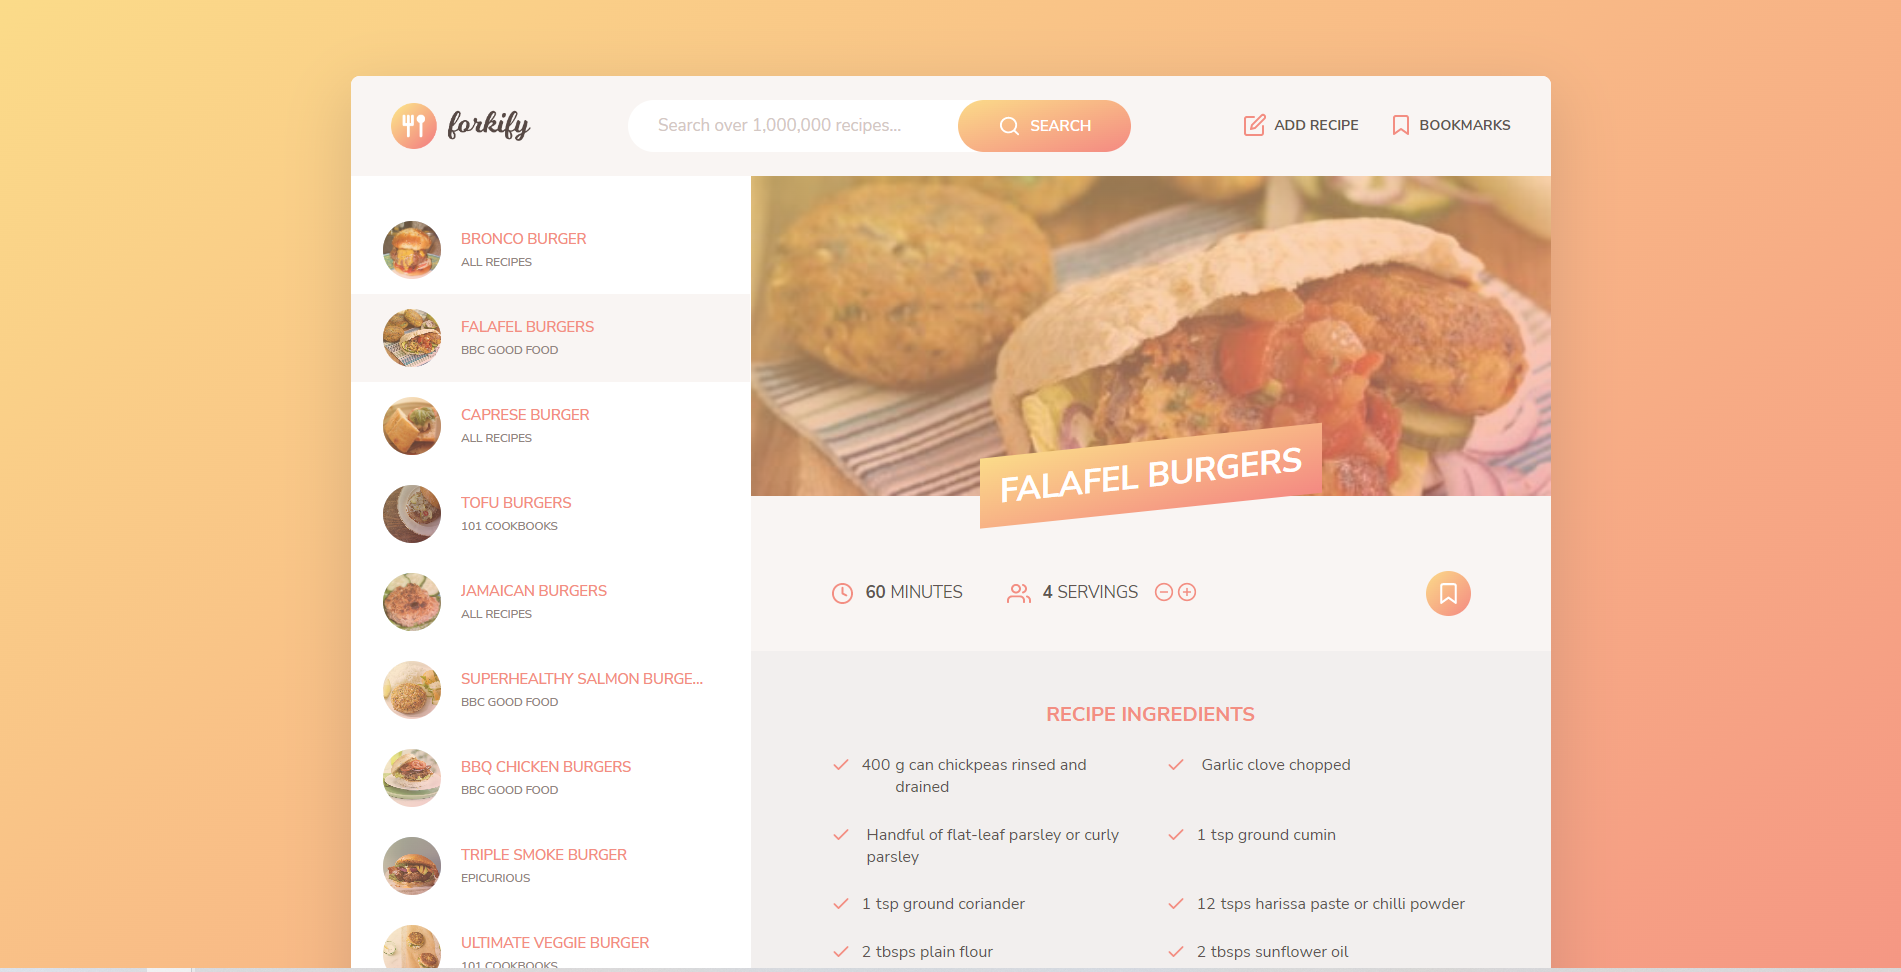 forkify
Search over 1,000,000 recipes...
SEARCH
ADD RECIPE
BOOKMARKS
BRONCO BURGER
ALL RECIPES
FALAFEL BURGERS
BBC GOOD FOOD
CAPRESE BURGER
ALL RECIPES
TOFU BURGERS
101 COOKBOOKS
JAMAICAN BURGERS
ALL RECIPES
SUPERHEALTHY SALMON BURGE...
BBC GOOD FOOD
BBQ CHICKEN BURGERS
BBC GOOD FOOD
TRIPLE SMOKE BURGER
EPICURIOUS
ULTIMATE VEGGIE BURGER
101 COOKBOOKS
FALAFEL BURGERS
60 MINUTES
4 SERVINGS
RECIPE INGREDIENTS
400 g can chickpeas rinsed and
drained
Garlic clove chopped
Handful of flat-leaf parsley or curly
parsley
1 tsp ground cumin
1 tsp ground coriander
12 tsps harissa paste or chilli powder
2 tbsps plain flour
2 tbsps sunflower oil